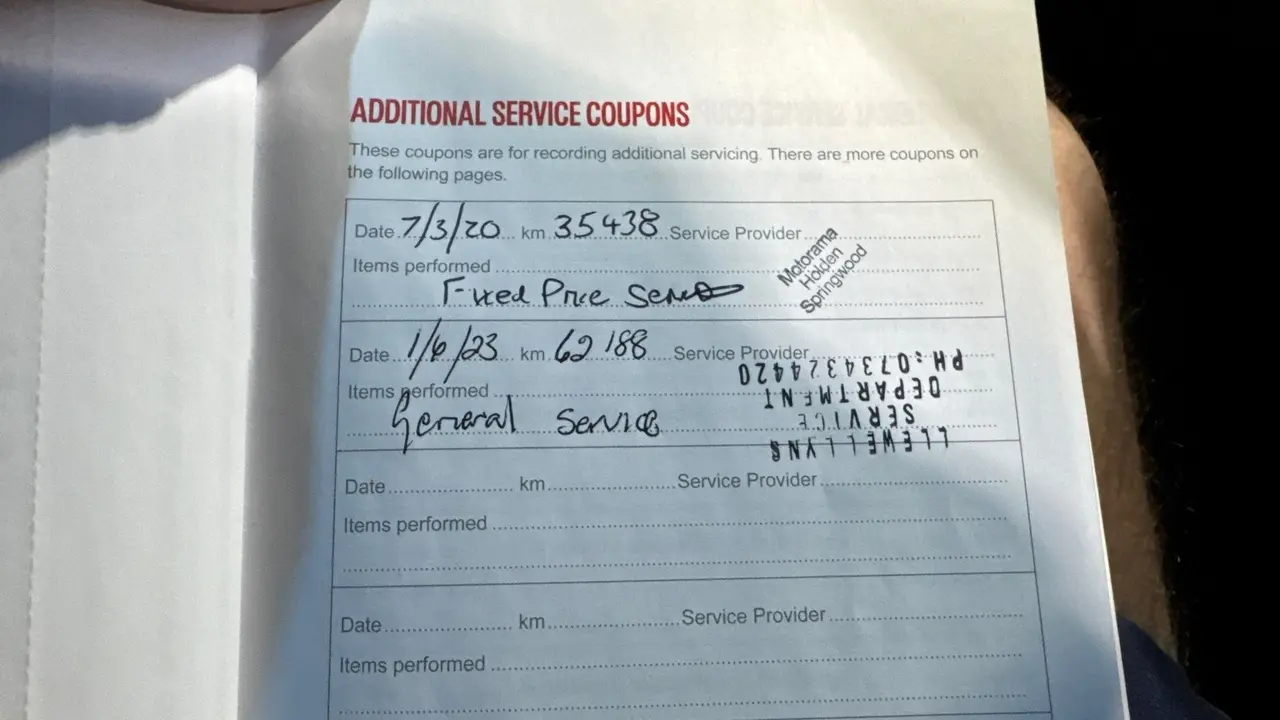 ADDITIONAL SERVICE COUPONS
These coupons are for recording additional servicing. There are more coupons on
the following pages.
Date 7/3/20 km 35438 Service Provider
Motorama
Holden
Springwood
Items performed
Fixed Price Service
Date 1/6/23 km 62188 Service Provider
LLEWELLYNS
SERVICE
DEPARTMENT
PH:0734324420
Items performed
General Service
Date km Service Provider
Items performed
Date km Service Provider
Items performed